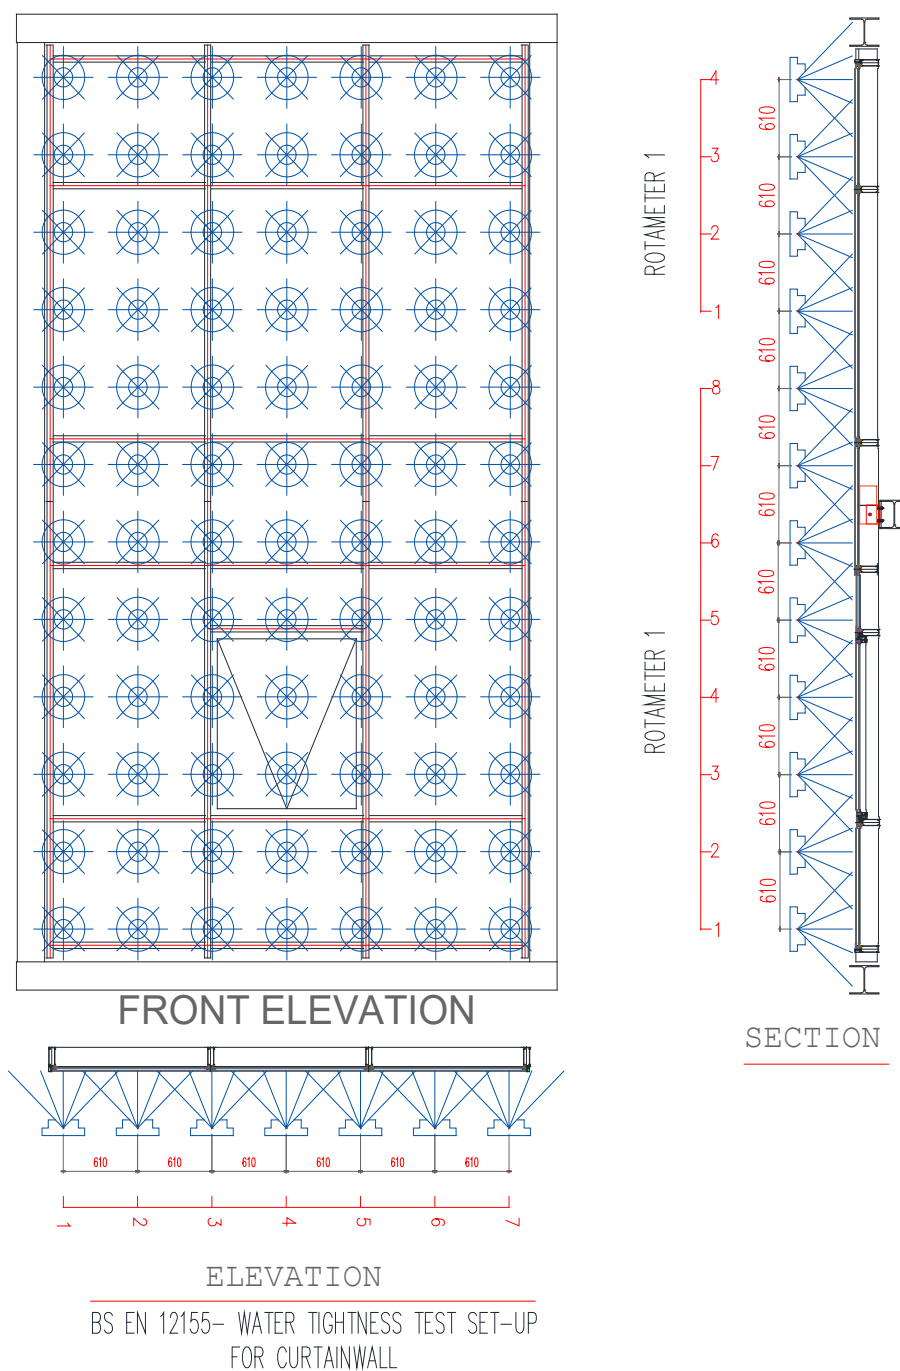 4
610
3
610
ROTAMETER 1
2
610
1
610
8
610
7
610
6
610
5
610
ROTAMETER 1
4
610
3
610
2
610
1
FRONT ELEVATION
SECTION
610 610 610 610 610 610
1 2 3 4 5 6 7
ELEVATION
BS EN 12155- WATER TIGHTNESS TEST SET-UP
FOR CURTAINWALL